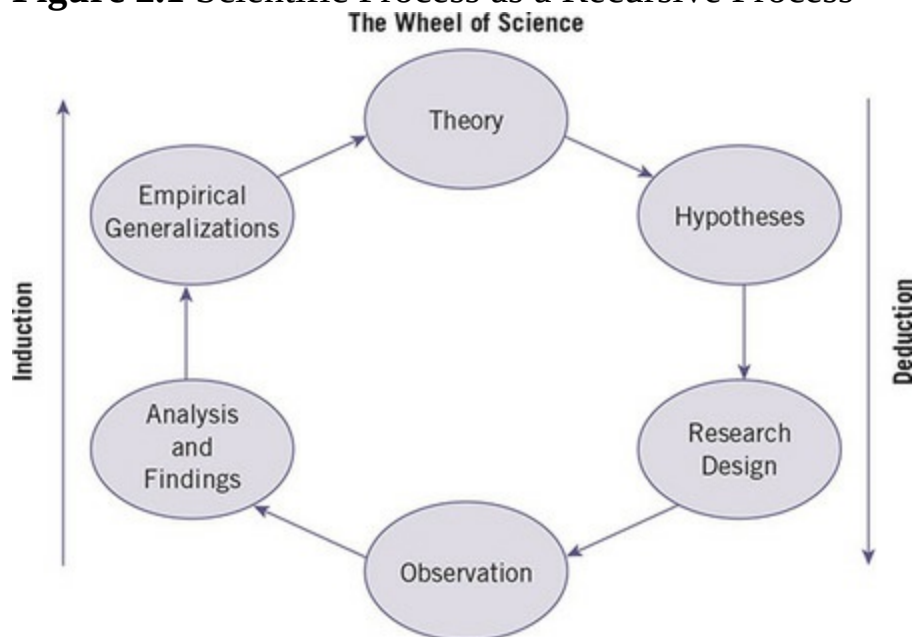 Figure 2.1 Scientific Process as a Recursive Process
The Wheel of Science
Theory
Empirical
Generalizations
Hypotheses
Induction
Deduction
Analysis
and
Findings
Research
Design
Observation